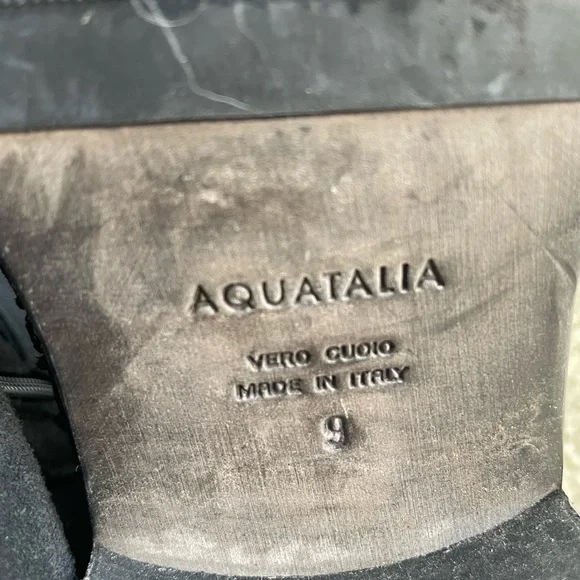 AQUATALIA
VERO CUOIO
MADE IN ITALY
9